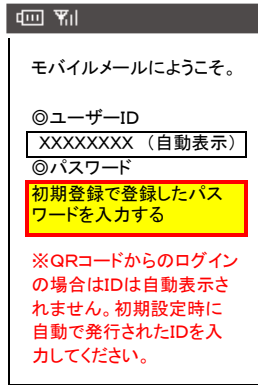 モバイルメールにようこそ。
◎ユーザーID
XXXXXXXX （自動表示）
◎パスワード
初期登録で登録したパス
ワードを入力する
※QRコードからのログイン
の場合はIDは自動表示さ
れません。初期設定時に
自動で発行されたIDを入
力してください。